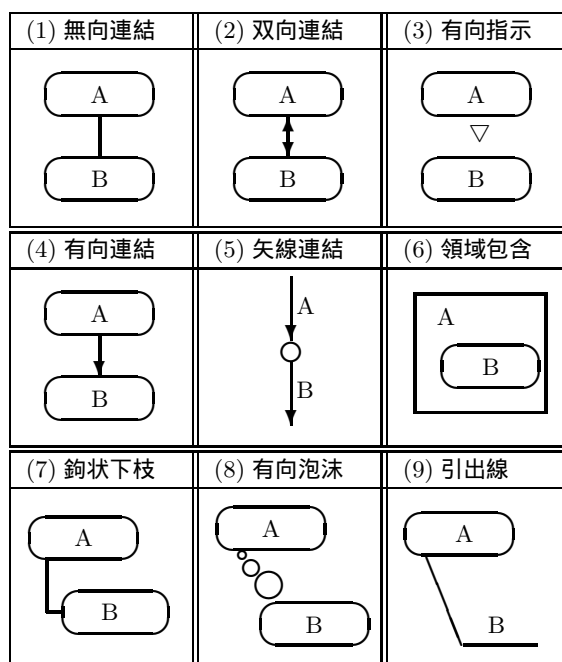 (1) 無向連結 (2) 双向連結 (3) 有向指示
A A A
▽
B B B
(4) 有向連結 (5) 矢線連結 (6) 領域包含
A A A
B B B
(7) 鉤状下枝 (8) 有向泡沫 (9) 引出線
A A A
B B B